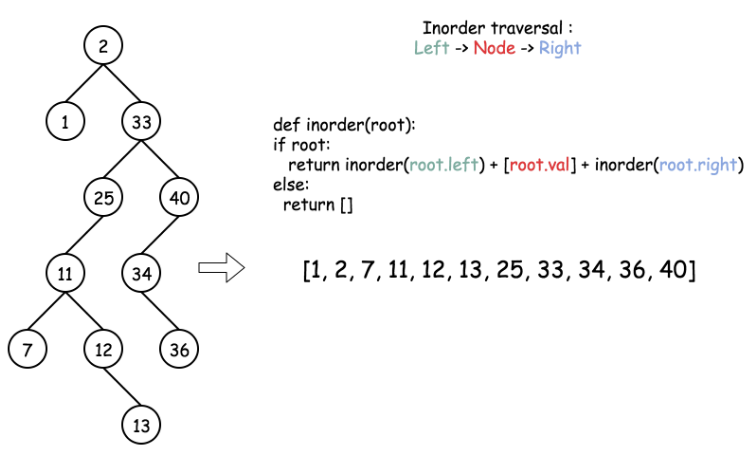 2
1
33
25
40
11
34
7
12
36
13
Inorder traversal :
Left -> Node -> Right
def inorder(root):
if root:
return inorder(root.left) + [root.val] + inorder(root.right)
else:
return []
[1, 2, 7, 11, 12, 13, 25, 33, 34, 36, 40]